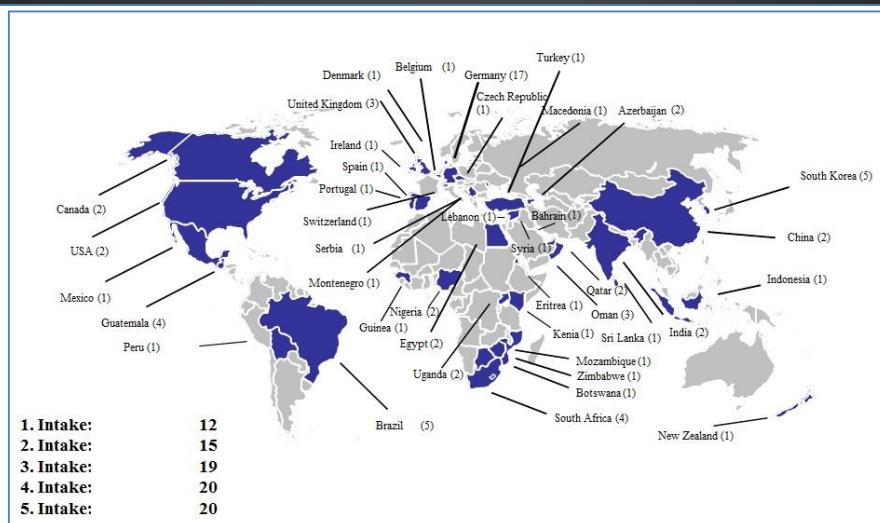 Turkey (1)
Belgium (1)
Germany (17)
Denmark (1)
Czech Republic
(1)
United Kingdom (3)
Macedonia (1)
Azerbaijan (2)
Ireland (1)
Spain (1)
South Korea (5)
Portugal (1)
Canada (2)
Switzerland (1)
Lebanon (1)
Bahrain (1)
China (2)
USA (2)
Serbia (1)
Syria (1)
Montenegro (1)
Indonesia (1)
Mexico (1)
Qatar (2)
Guatemala (4)
Nigeria (2)
Eritrea (1)
Oman (3)
Guinea (1)
Kenia (1)
Sri Lanka (1)
India (2)
Peru (1)
Egypt (2)
Mozambique (1)
Uganda (2)
Zimbabwe (1)
Botswana (1)
South Africa (4)
Brazil (5)
New Zealand (1)
1. Intake: 12
2. Intake: 15
3. Intake: 19
4. Intake: 20
5. Intake: 20